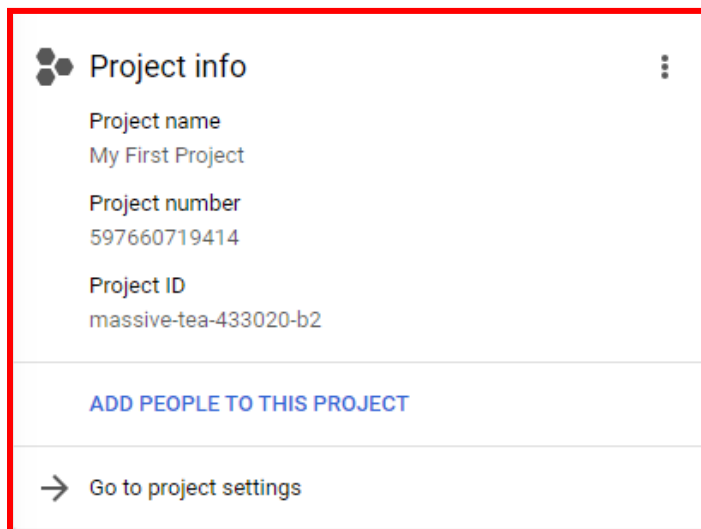 Project info
Project name
My First Project
Project number
597660719414
Project ID
massive-tea-433020-b2
ADD PEOPLE TO THIS PROJECT
Go to project settings